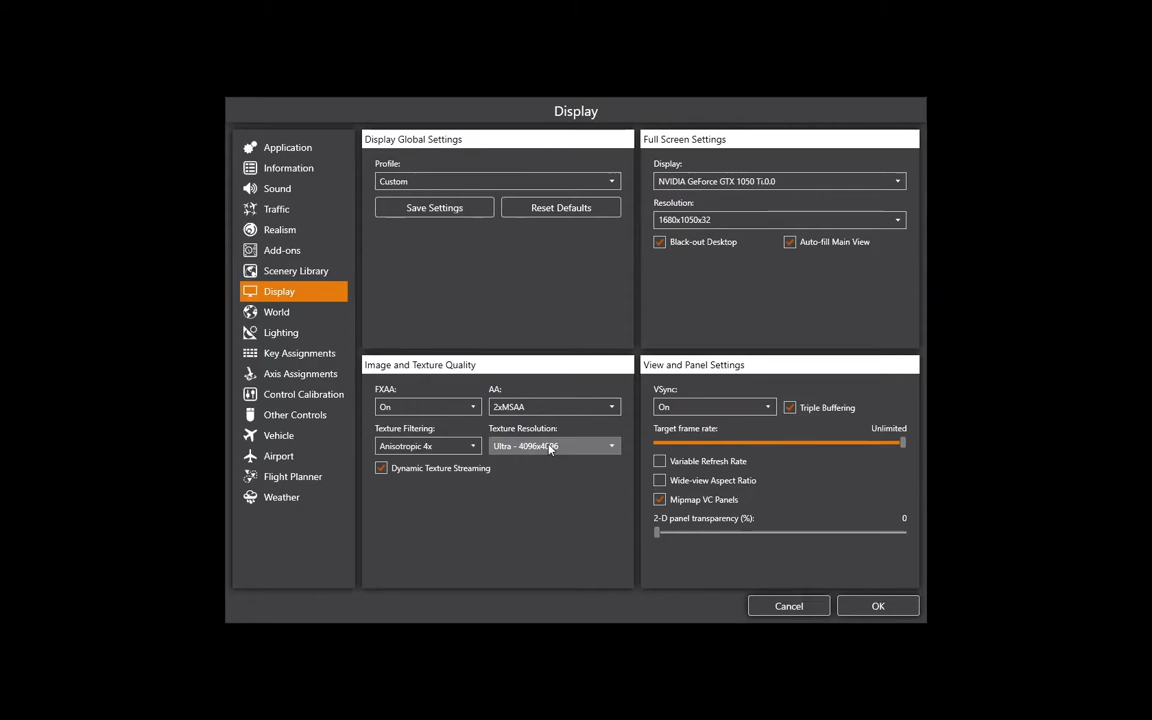 Display
Application
Information
Sound
Traffic
Realism
Add-ons
Scenery Library
Display
World
Lighting
Key Assignments
Axis Assignments
Control Calibration
Other Controls
Vehicle
Airport
Flight Planner
Weather
Display Global Settings
Profile:
Custom
Save Settings
Reset Defaults
Full Screen Settings
Display:
NVIDIA GeForce GTX 1050 Ti.0.0
Resolution:
1680x1050x32
Black-out Desktop
Auto-fill Main View
Image and Texture Quality
FXAA:
AA:
On
2xMSAA
Texture Filtering:
Texture Resolution:
Anisotropic 4x
Ultra - 4096x4096
Dynamic Texture Streaming
View and Panel Settings
VSync:
On
Triple Buffering
Target frame rate:
Unlimited
Variable Refresh Rate
Wide-view Aspect Ratio
Mipmap VC Panels
2-D panel transparency (%):
0
Cancel
OK